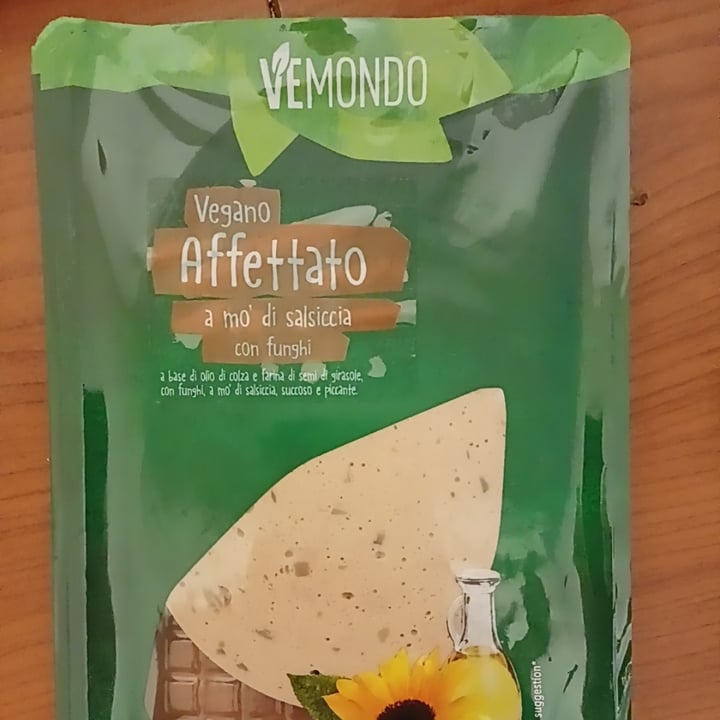 VEMONDO
Vegano
Affettato
a mo' di salsiccia
con funghi
a base di olio di colza e farina di semi di girasole,
con funghi, a mo' di salsiccia, succoso e piccante.
suggestion*